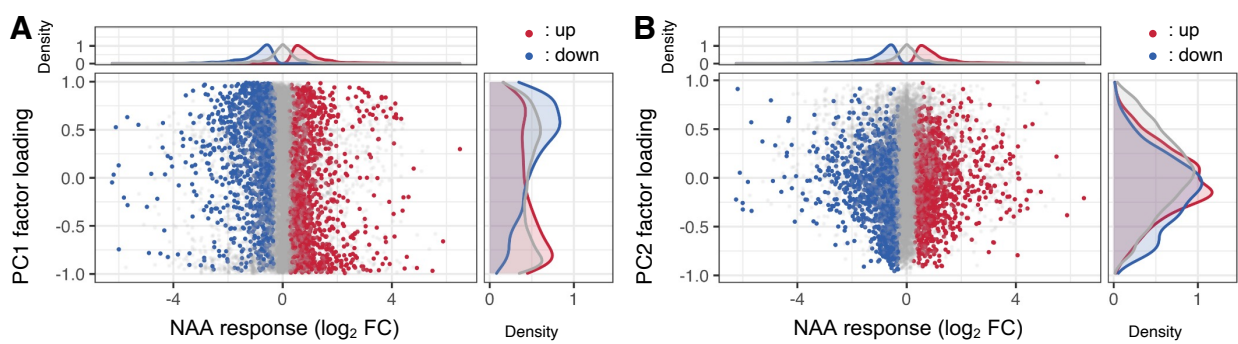 A
Density
1
0
: up
: down
PC1 factor loading
1.0
0.5
0.0
-0.5
-1.0
-4
0
4
NAA response (log₂ FC)
0
1
Density
B
Density
1
0
: up
: down
PC2 factor loading
1.0
0.5
0.0
-0.5
-1.0
-4
0
4
NAA response (log₂ FC)
0
1
Density